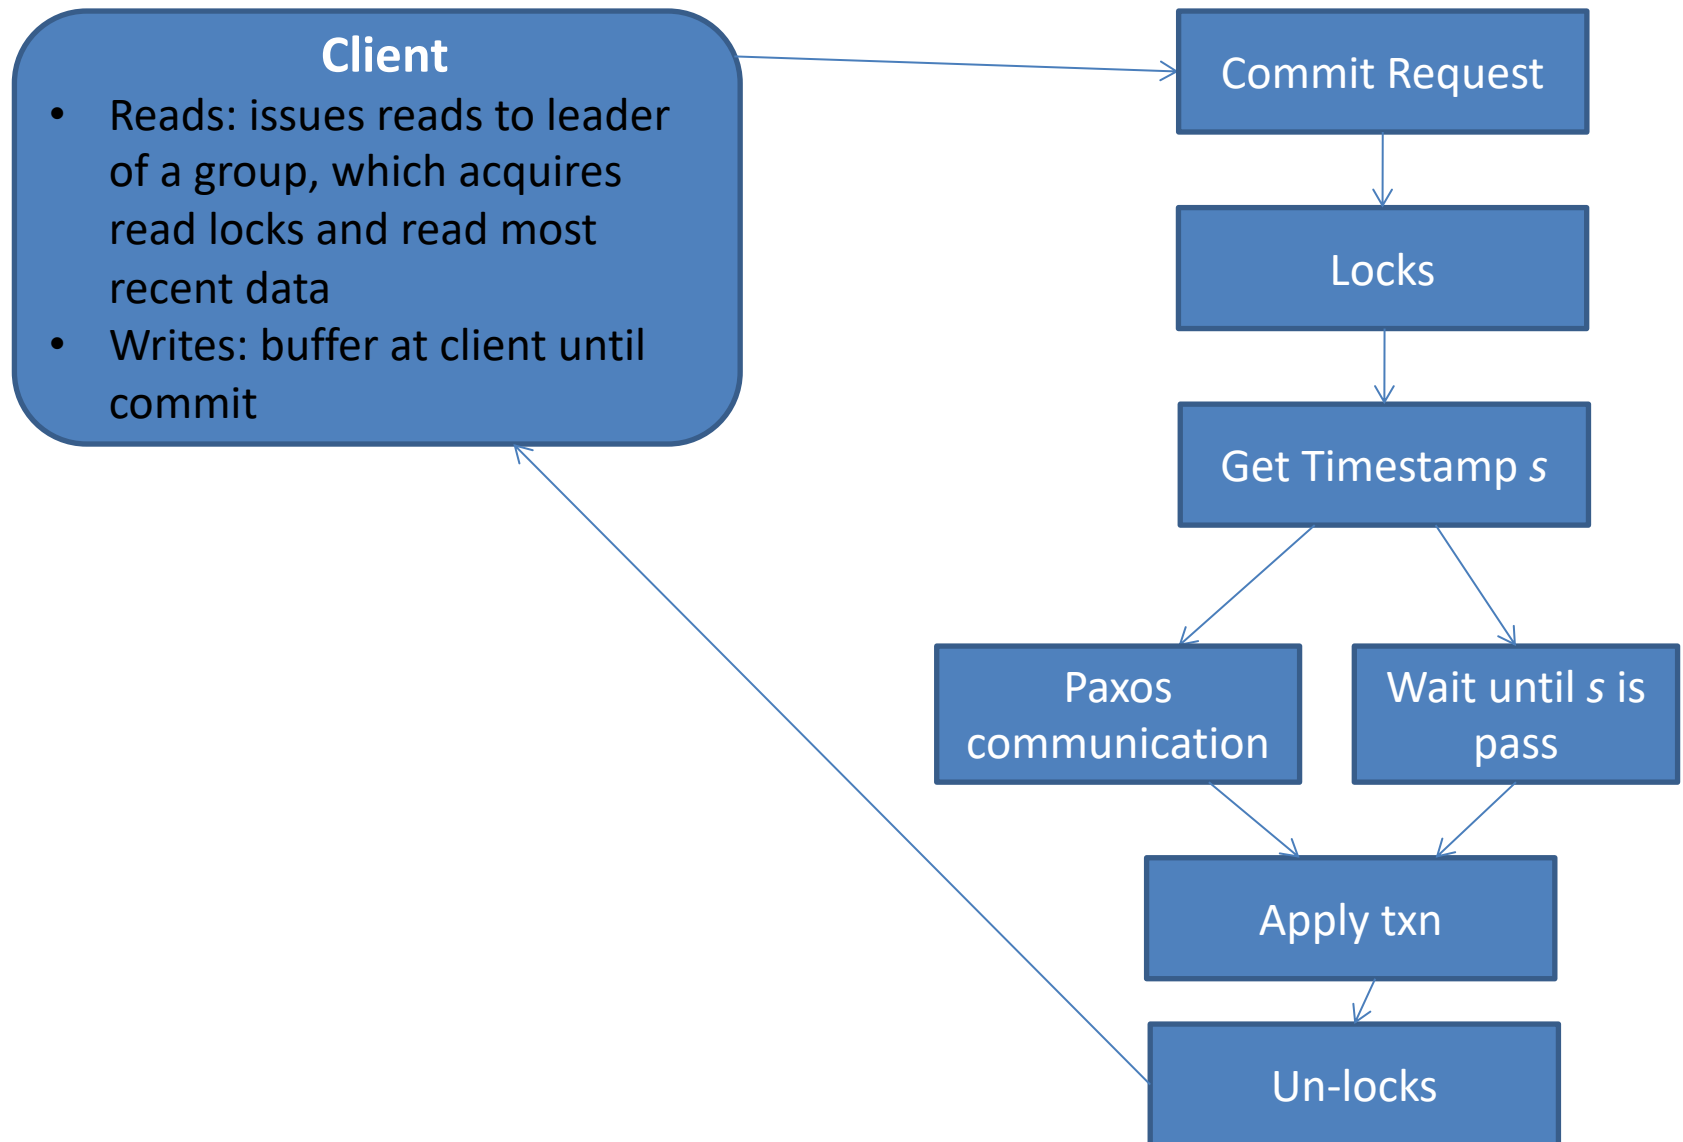 Client
• Reads: issues reads to leader
of a group, which acquires
read locks and read most
recent data
• Writes: buffer at client until
commit
Commit Request
Locks
Get Timestamp s
Paxos
communication
Wait until s is
pass
Apply txn
Un-locks